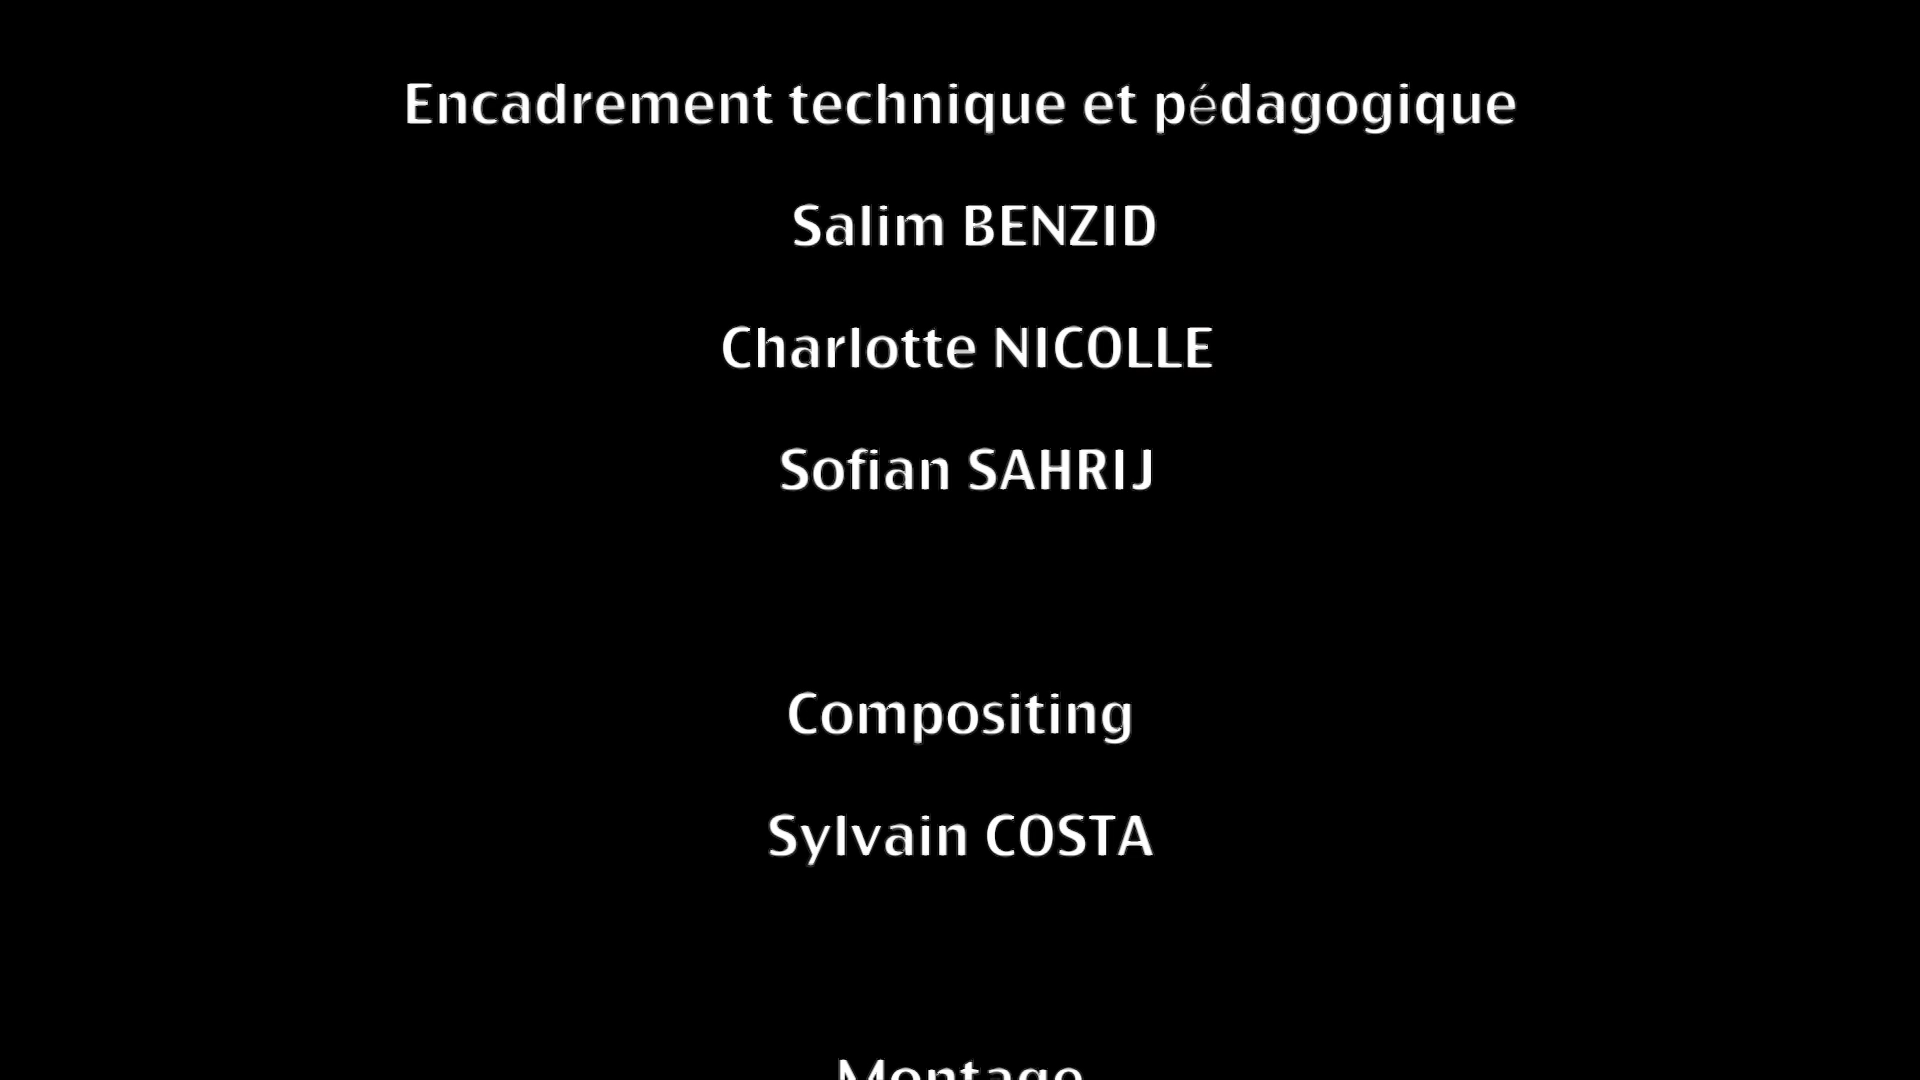 Encadrement technique et pédagogique
Salim BENZID
Charlotte NICOLLE
Sofian SAHRIJ
Compositing
Sylvain COSTA
Montage